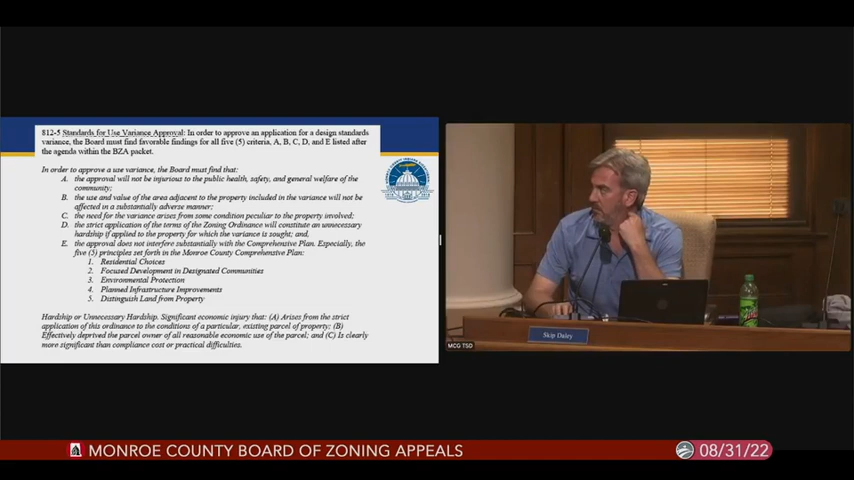 812-5 Standards for Use Variance Approval: In order to approve an application for a design standards
variance, the Board must find favorable findings for all five (5) criteria, A, B, C, D, and E listed after
the agenda within the BZA packet.
In order to approve a use variance, the Board must find that:
A. the approval will not be injurious to the public health, safety, and general welfare of the
community;
B. the use and value of the area adjacent to the property included in the variance will not be
affected in a substantially adverse manner;
C. the need for the variance arises from some condition peculiar to the property involved;
D. the strict application of the terms of the Zoning Ordinance will constitute an unnecessary
hardship if applied to the property for which the variance is sought; and,
E. the approval does not interfere substantially with the Comprehensive Plan. Especially, the
five (5) principles set forth in the Monroe County Comprehensive Plan:
1. Residential Choices
2. Focused Development in Designated Communities
3. Environmental Protection
4. Planned Infrastructure Improvements
5. Distinguish Land from Property
Hardship or Unnecessary Hardship. Significant economic injury that: (A) Arises from the strict
application of this ordinance to the conditions of a particular, existing parcel of property; (B)
Effectively deprived the parcel owner of all reasonable economic use of the parcel; and (C) Is clearly
more significant than compliance cost or practical difficulties.
Skip Daley
MCG TSD
MONROE COUNTY BOARD OF ZONING APPEALS
08/31/22